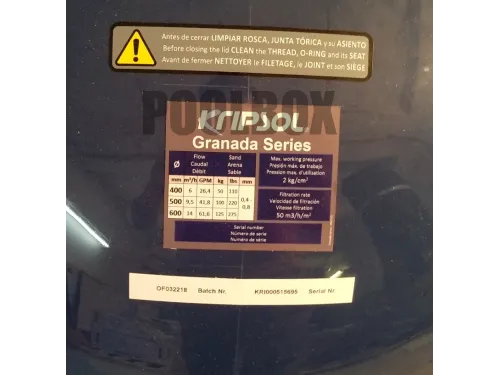 Antes de cerrar LIMPIAR ROSCA, JUNTA TÓRICA y su ASIENTO
Before closing the lid CLEAN the THREAD, O-RING and its SEAT
Avant de fermer NETTOYER le FILETAGE, le JOINT et son SIÈGE
POOLBOX
KRIPSOL
Granada Series
Ø Flow Sand
Caudal Arena
Débit Sable
mm m³/h GPM kg lbs mm
400 6 26,4 50 110
500 9,5 41,8 100 220 0,4 - 0,8
600 14 61,6 125 275
Max. working pressure
Presión máx. de trabajo
Pression max. d'utilisation
2 kg/cm²
Filtration rate
Velocidad de filtración
Vitesse filtration
50 m3/h/m²
Serial number
Número de serie
Numéro de série
OF032218 Batch Nr. KRI000515695 Serial Nr.